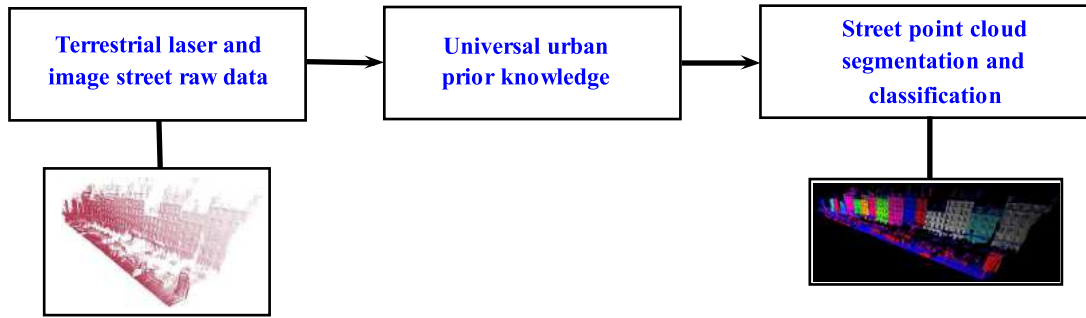 Terrestrial laser and
image street raw data
Universal urban
prior knowledge
Street point cloud
segmentation and
classification